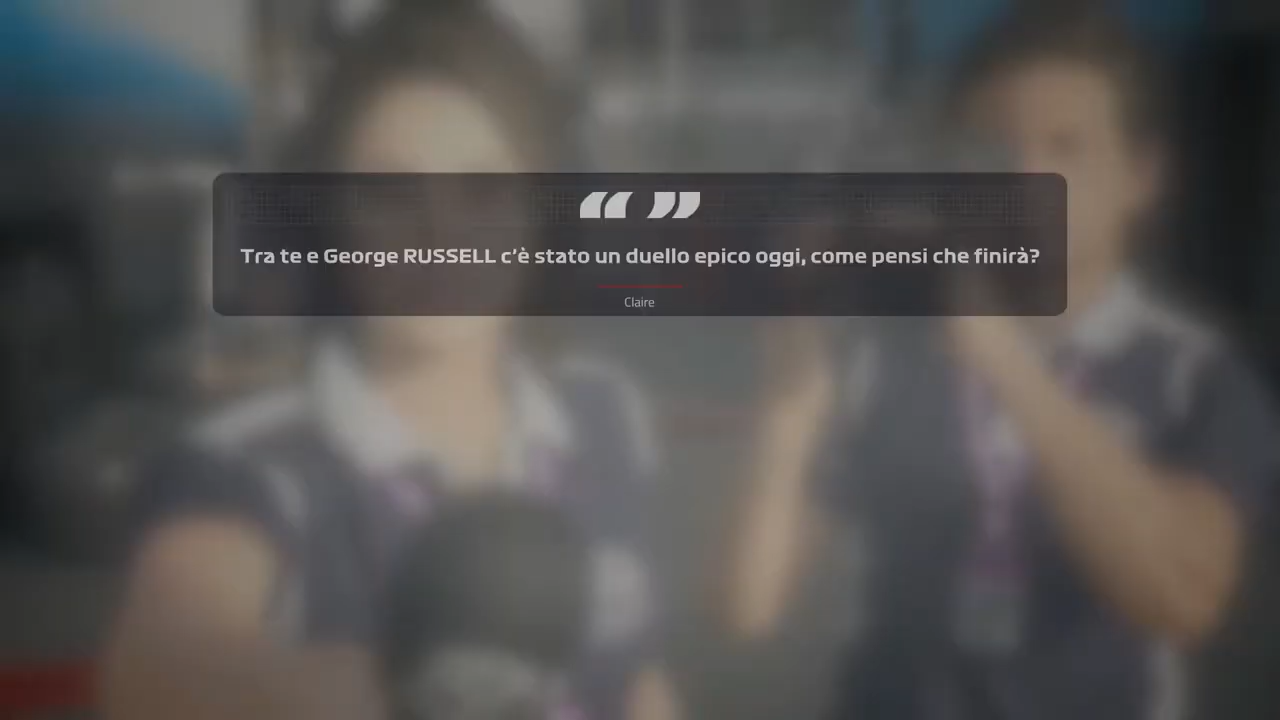 “ ”
Tra te e George RUSSELL c'è stato un duello epico oggi, come pensi che finirà?
Claire